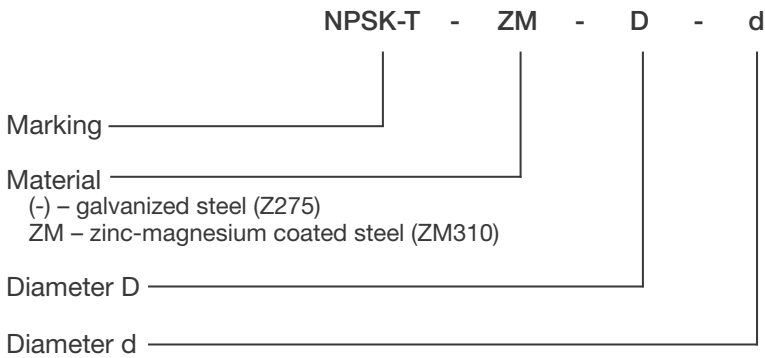 NPSK-T - ZM - D - d
Marking
Material
(-) – galvanized steel (Z275)
ZM – zinc-magnesium coated steel (ZM310)
Diameter D
Diameter d